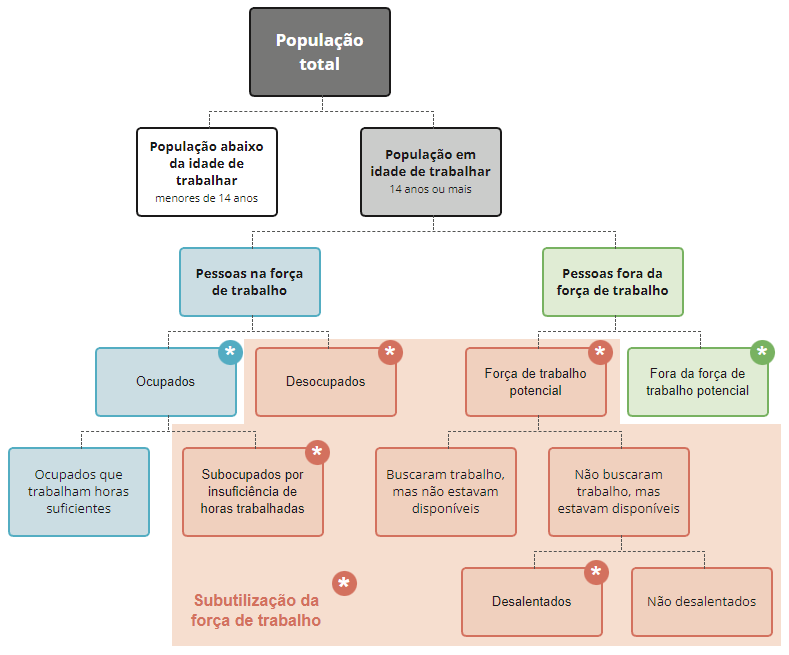 População
total
População abaixo
da idade de
trabalhar
menores de 14 anos
População em
idade de trabalhar
14 anos ou mais
Pessoas na força
de trabalho
Pessoas fora da
força de trabalho
*
Ocupados
*
Desocupados
*
Força de trabalho
potencial
*
Fora da força de
trabalho potencial
Ocupados que
trabalham horas
suficientes
*
Subocupados por
insuficiência de
horas trabalhadas
Buscaram trabalho,
mas não estavam
disponíveis
Não buscaram
trabalho, mas
estavam disponíveis
*
Desalentados
Não desalentados
Subutilização da
força de trabalho
*